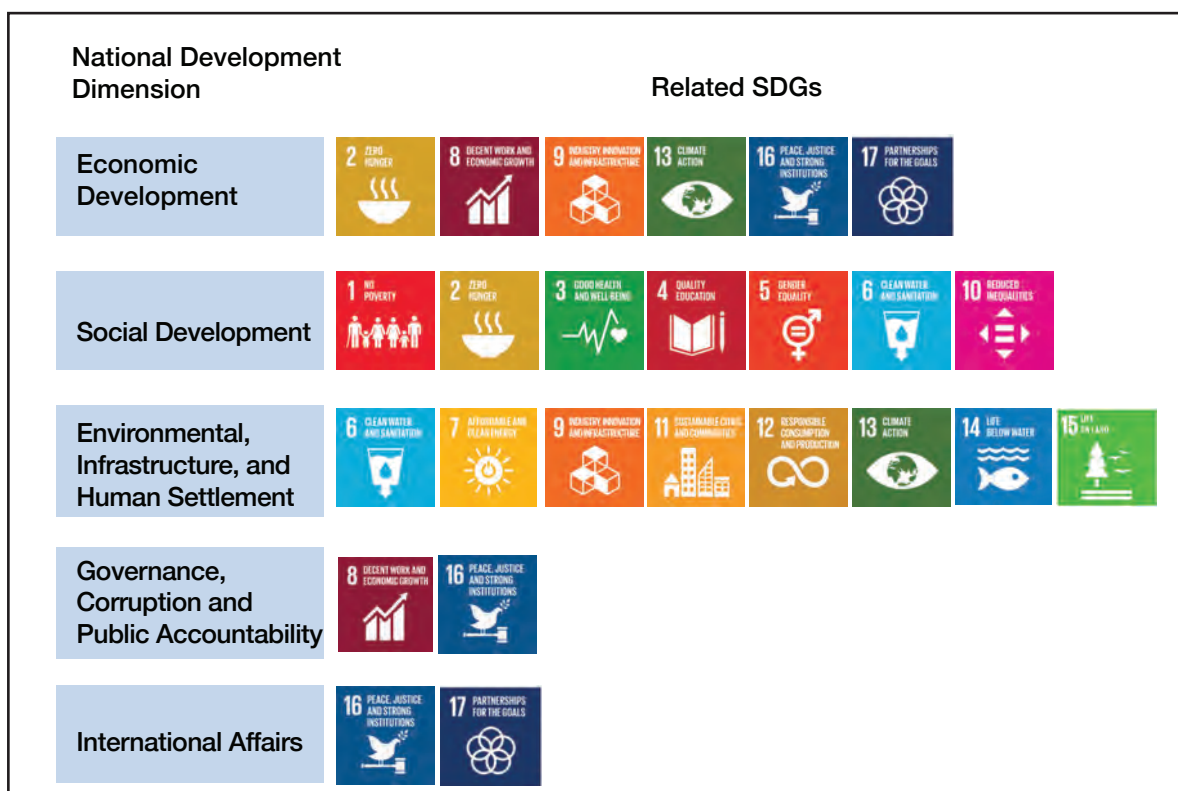 National Development
Dimension
Related SDGs
Economic
Development
2 ZERO
HUNGER
8 DECENT WORK AND
ECONOMIC GROWTH
9 INDUSTRY INNOVATION
AND INFRASTRUCTURE
13 CLIMATE
ACTION
16 PEACE, JUSTICE
AND STRONG
INSTITUTIONS
17 PARTNERSHIPS
FOR THE GOALS
Social Development
1 NO
POVERTY
2 ZERO
HUNGER
3 GOOD HEALTH
AND WELL-BEING
4 QUALITY
EDUCATION
5 GENDER
EQUALITY
6 CLEAN WATER
AND SANITATION
10 REDUCED
INEQUALITIES
Environmental,
Infrastructure, and
Human Settlement
6 CLEAN WATER
AND SANITATION
7 AFFORDABLE AND
CLEAN ENERGY
9 INDUSTRY INNOVATION
AND INFRASTRUCTURE
11 SUSTAINABLE CITIES
AND COMMUNITIES
12 RESPONSIBLE
CONSUMPTION
AND PRODUCTION
13 CLIMATE
ACTION
14 LIFE
BELOW WATER
15 LIFE
ON LAND
Governance,
Corruption and
Public Accountability
8 DECENT WORK AND
ECONOMIC GROWTH
16 PEACE, JUSTICE
AND STRONG
INSTITUTIONS
International Affairs
16 PEACE, JUSTICE
AND STRONG
INSTITUTIONS
17 PARTNERSHIPS
FOR THE GOALS